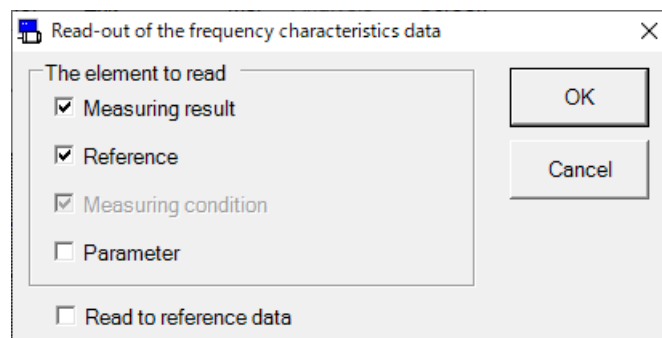 Read-out of the frequency characteristics data
The element to read
Measuring result
Reference
Measuring condition
Parameter
Read to reference data
OK
Cancel